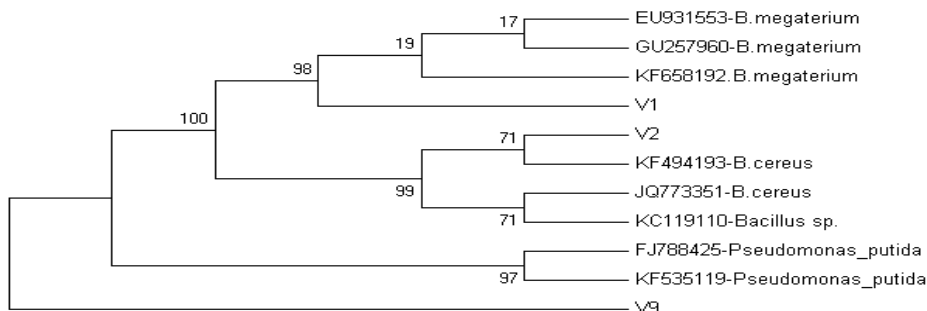 17
EU931553-B.megaterium
19
GU257960-B.megaterium
98
KF658192.B.megaterium
V1
100
71
V2
KF494193-B.cereus
99
JQ773351-B.cereus
71
KC119110-Bacillus sp.
FJ788425-Pseudomonas_putida
97
KF535119-Pseudomonas_putida
V9